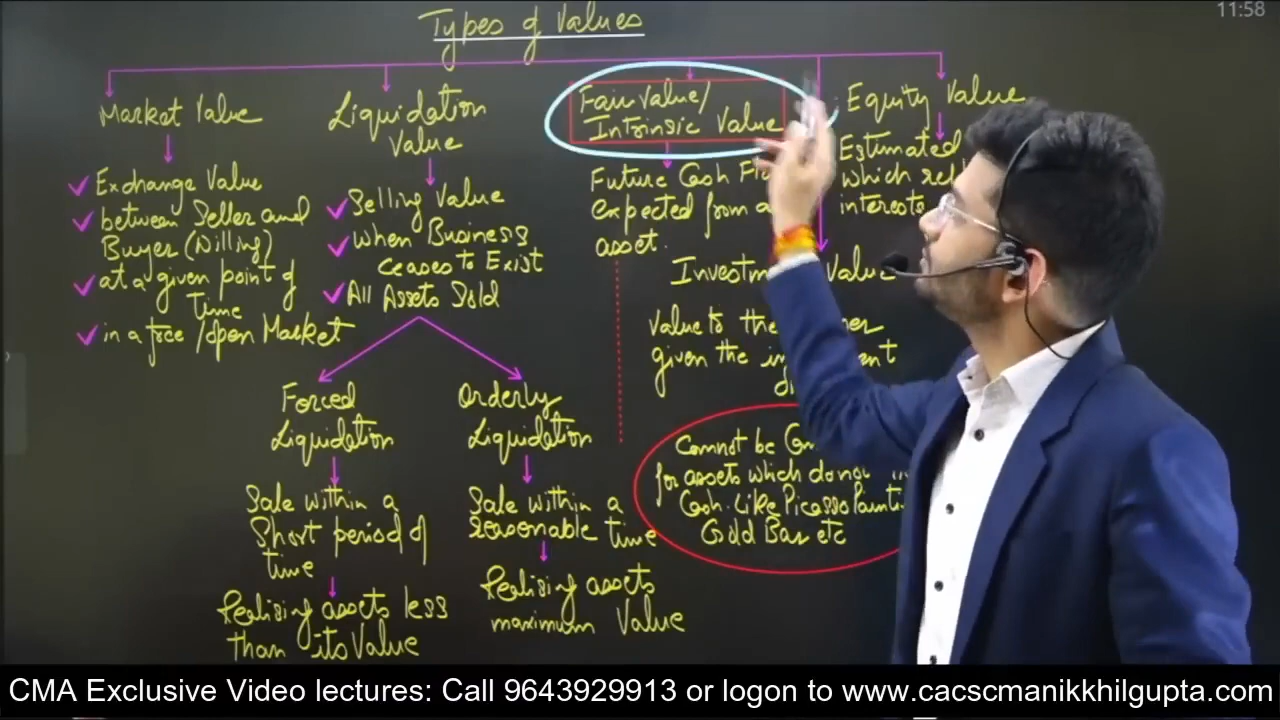 11:58
Types of Values
Market Value
Exchange Value
between Seller and
Buyer (Willing)
at a given point of
Time
in a free /open Market
Liquidation
Value
Selling Value
When Business
Ceases to Exist
All Assets Sold
Forced
Liquidation
Sale within a
Short period of
time
Realising assets less
than its Value
Orderly
Liquidation
Sale within a
reasonable time
Realising assets
maximum Value
Fair Value/
Intrinsic Value
Future Cash
expected from
asset.
Investm Value
Value to the
given the
Cannot be
for assets which do no
Cash. Like Picasso
Gold Bar etc
Equity Value
Estimated
which
interests
CMA Exclusive Video lectures: Call 9643929913 or logon to www.cacscmanikkhilgupta.com